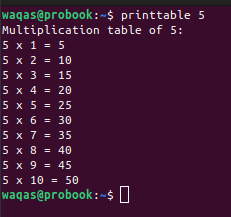 waqas@probook:~$ printtable 5
Multiplication table of 5:
5 x 1 = 5
5 x 2 = 10
5 x 3 = 15
5 x 4 = 20
5 x 5 = 25
5 x 6 = 30
5 x 7 = 35
5 x 8 = 40
5 x 9 = 45
5 x 10 = 50
waqas@probook:~$